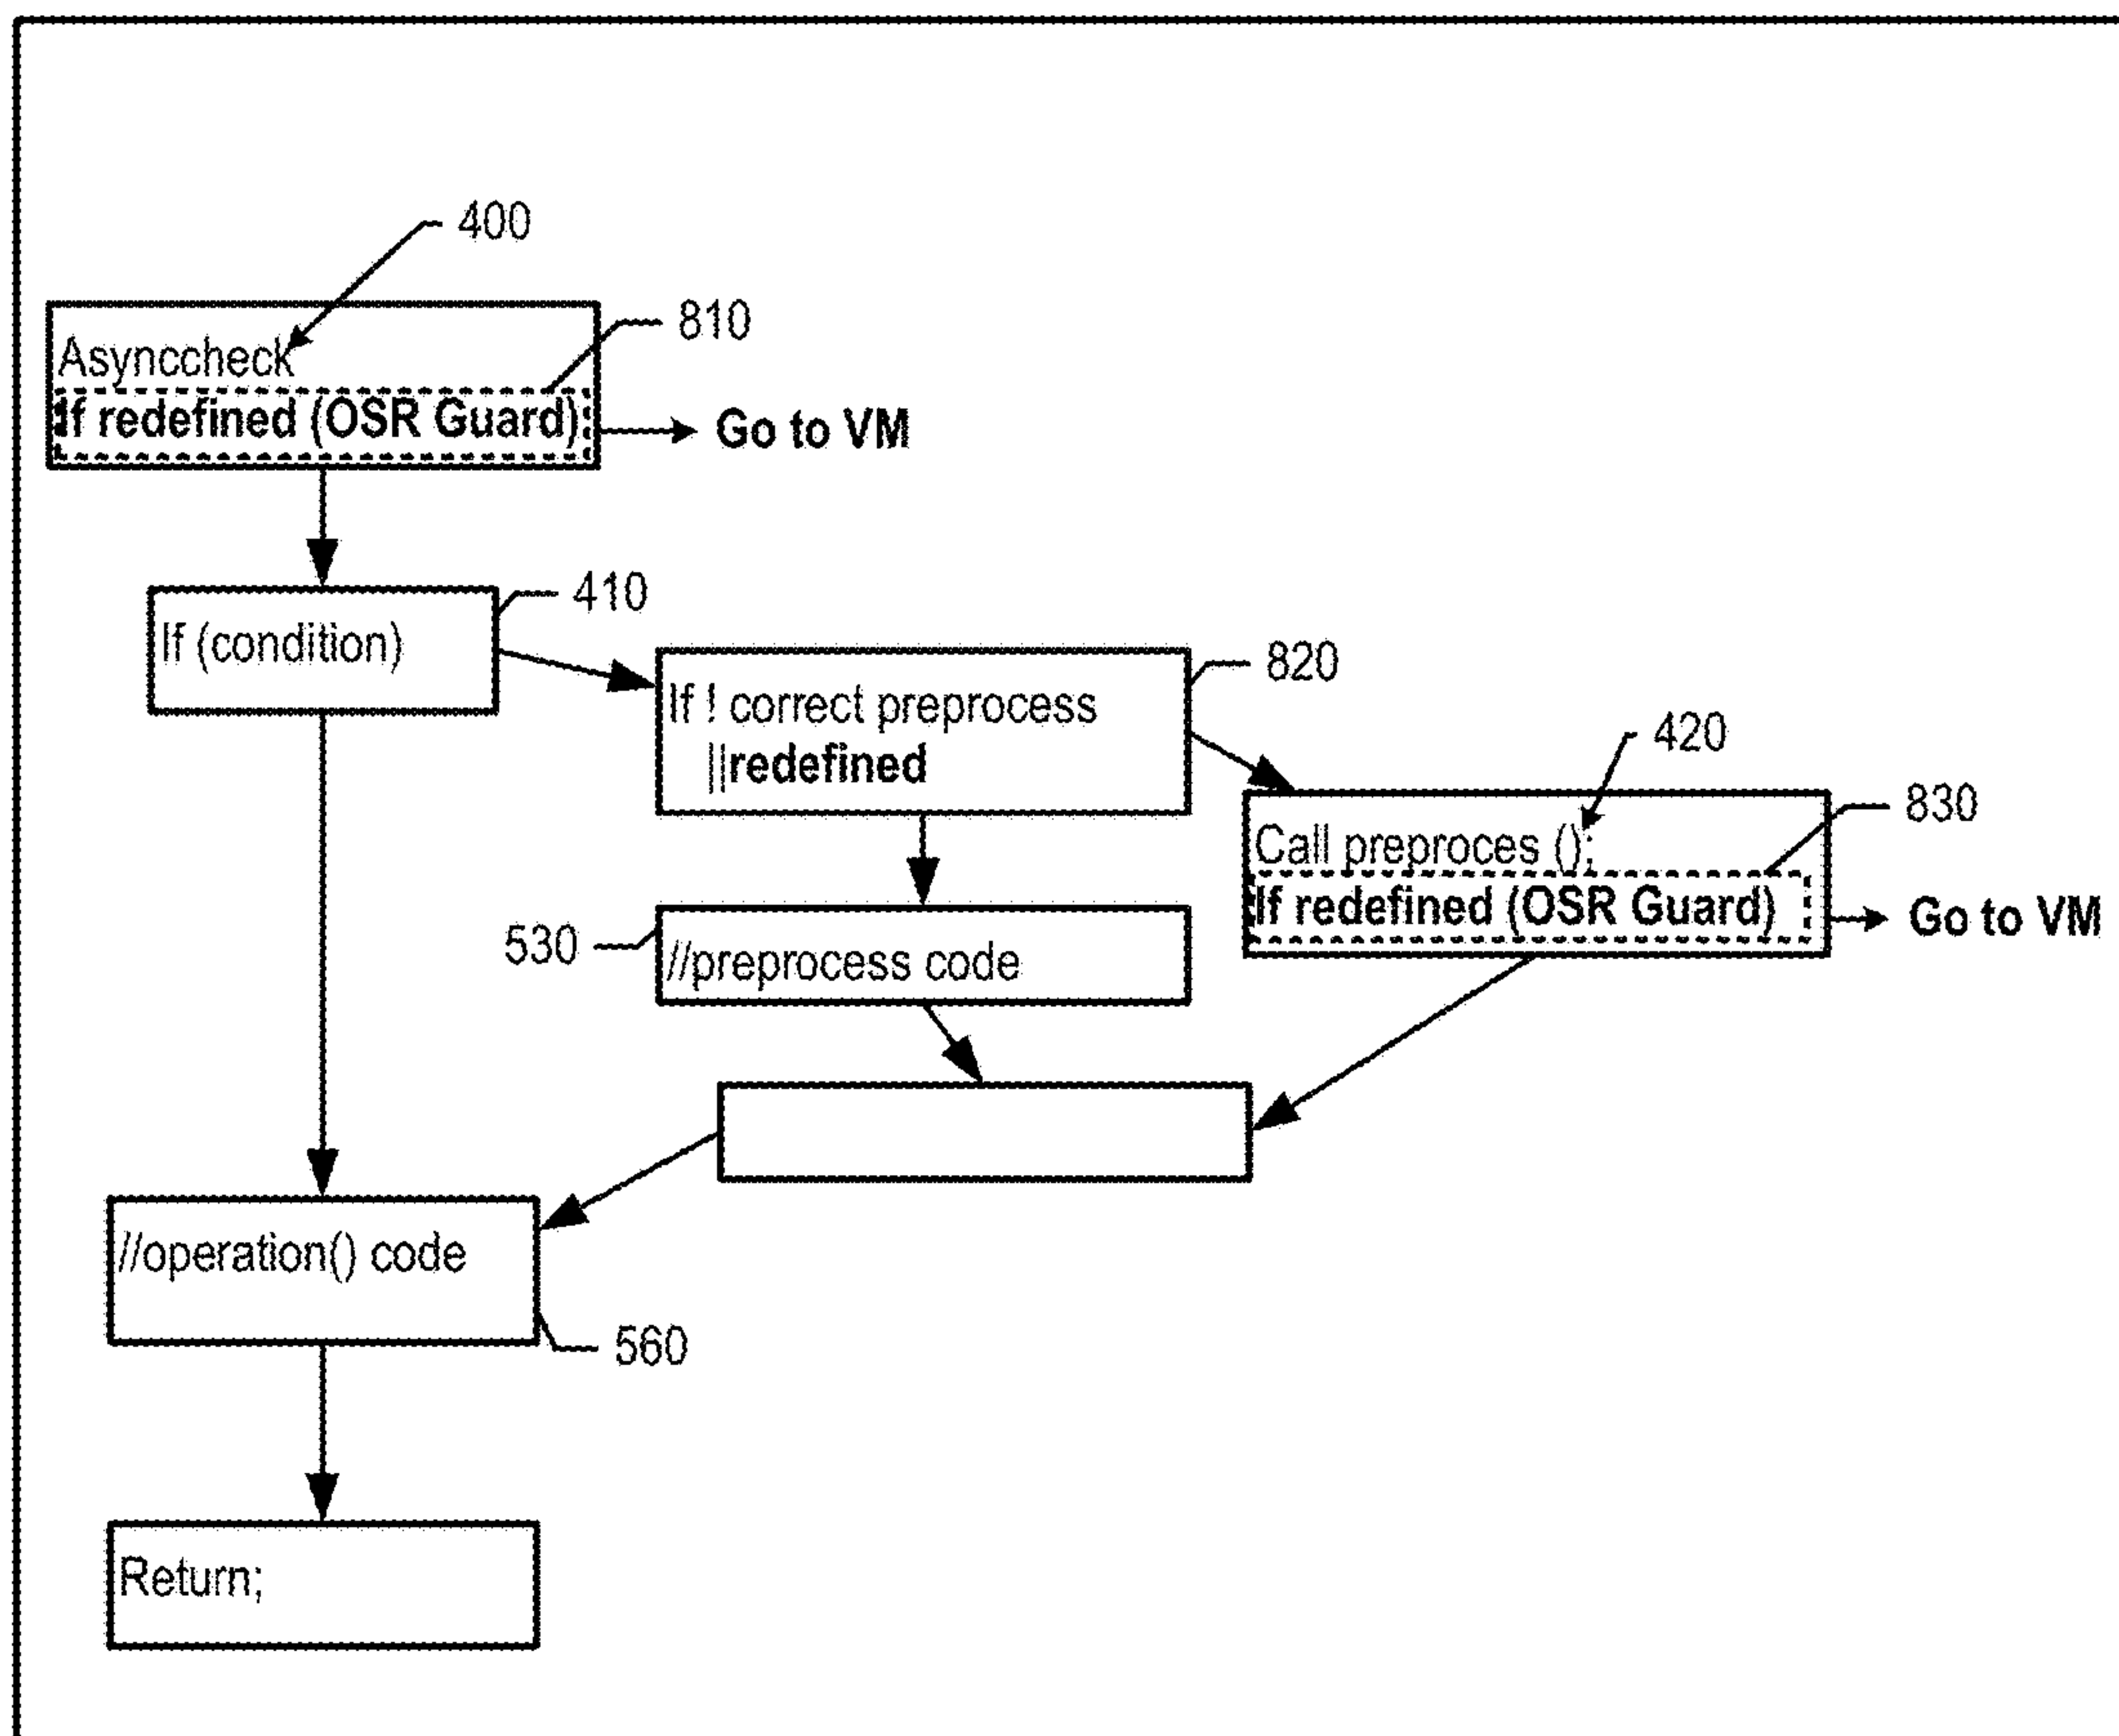 400
810
Asynccheck
If redefined (OSR Guard)
Go to VM
410
If (condition)
820
If ! correct preprocess
||redefined
420
830
Call preproces ();
If redefined (OSR Guard)
Go to VM
530
//preprocess code
//operation() code
560
Return;